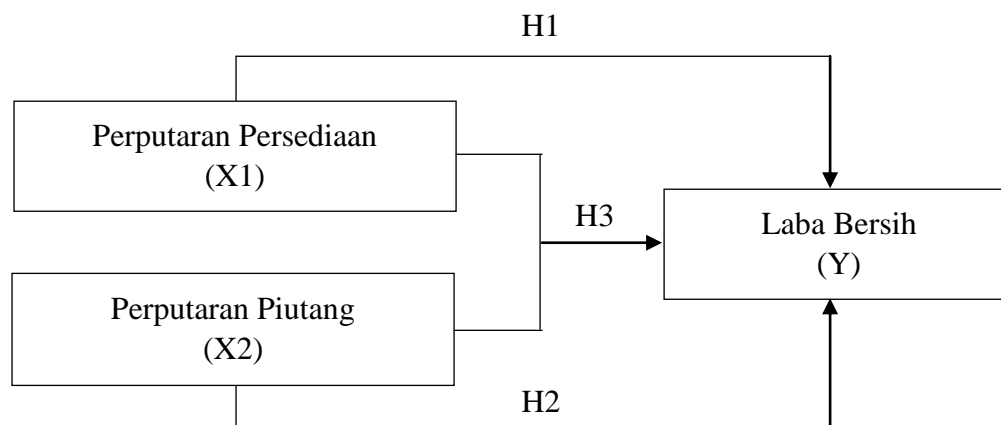 H1
Perputaran Persediaan
(X1)
H3
Laba Bersih
(Y)
Perputaran Piutang
(X2)
H2